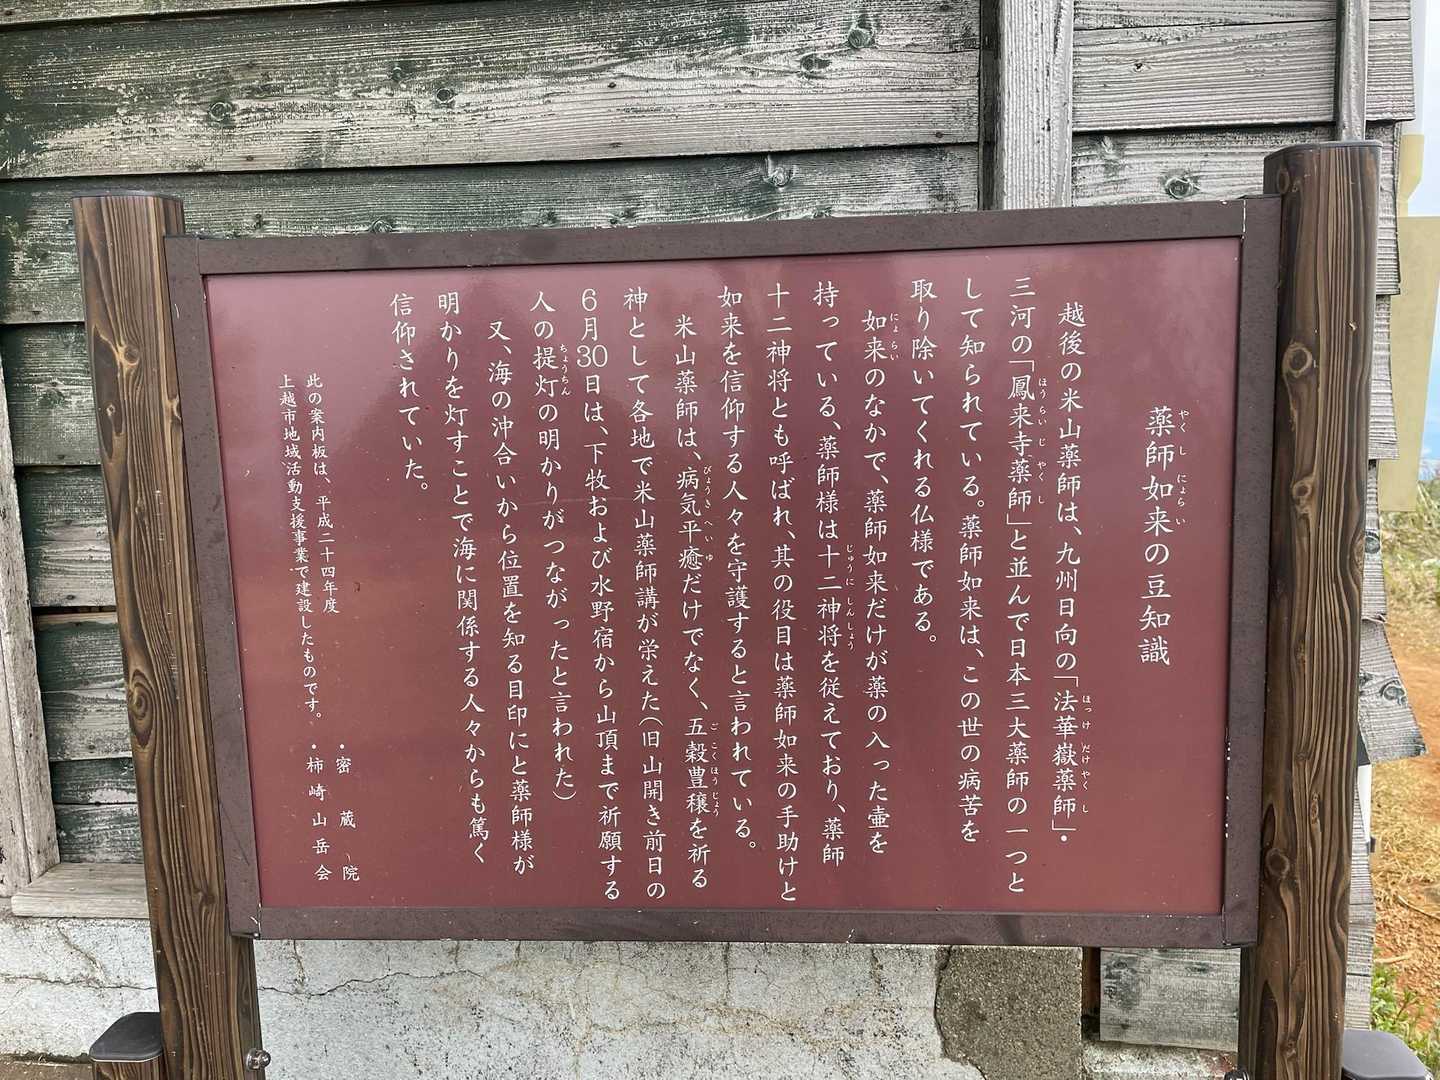 薬師如来の豆知識
越後の米山薬師は、九州日向の「法華嶽薬師」・
三河の「鳳来寺薬師」と並んで日本三大薬師の一つと
して知られている。薬師如来は、この世の病苦を
取り除いてくれる仏様である。
如来のなかで、薬師如来だけが薬の入った壷を
持っている、薬師様は十二神将を従えており、薬師
十二神将とも呼ばれ、其の役目は薬師如来の手助けと
如来を信仰する人々を守護すると言われている。
米山薬師は、病気平癒だけでなく、五穀豊穣を祈る
神として各地で米山薬師講が栄えた(旧山開き前日の
6月30日は、下牧および水野宿から山頂まで祈願する
人の提灯の明かりがつながったと言われた)
又、海の沖合いから位置を知る目印にと薬師様が
明かりを灯すことで海に関係する人々からも篤く
信仰されていた。
此の案内板は、平成二十四年度
上越市地域活動支援事業で建設したものです。
・密蔵院
・柿崎山岳会